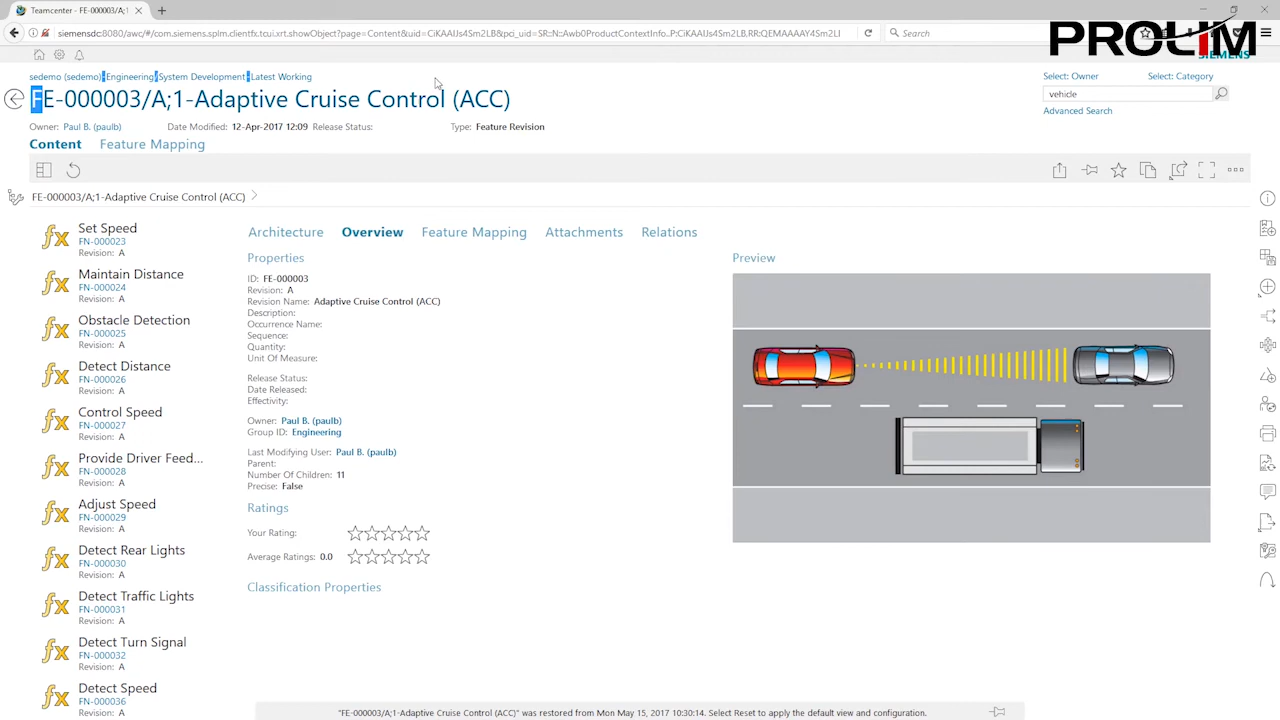 Teamcenter - FE-000003/A;1
siemensdc:8080/awc/#/com.siemens.splm.clientfx.tcui.xrt.showObject?page=Content&uid=CiKAAIJs4Sm2LB&pci_uid=SR::N::Awb0ProductContextInfo..P:CiKAAIJs4Sm2LB.RR:QEMAAAAY4Sm2LI
Search
PROLIM
SIEMENS
sedemo (sedemo) Engineering/System Development Latest Working
Select: Owner
Select: Category
FE-000003/A;1-Adaptive Cruise Control (ACC)
vehicle
Advanced Search
Owner: Paul B. (paulb) Date Modified: 12-Apr-2017 12:09 Release Status: Type: Feature Revision
Content Feature Mapping
FE-000003/A;1-Adaptive Cruise Control (ACC)
Set Speed
FN-000023
Revision: A
Maintain Distance
FN-000024
Revision: A
Obstacle Detection
FN-000025
Revision: A
Detect Distance
FN-000026
Revision: A
Control Speed
FN-000027
Revision: A
Provide Driver Feed...
FN-000028
Revision: A
Adjust Speed
FN-000029
Revision: A
Detect Rear Lights
FN-000030
Revision: A
Detect Traffic Lights
FN-000031
Revision: A
Detect Turn Signal
FN-000032
Revision: A
Detect Speed
FN-000036
Revision: A
Architecture Overview Feature Mapping Attachments Relations
Properties
ID: FE-000003
Revision: A
Revision Name: Adaptive Cruise Control (ACC)
Description:
Occurrence Name:
Sequence:
Quantity:
Unit Of Measure:
Release Status:
Date Released:
Effectivity:
Owner: Paul B. (paulb)
Group ID: Engineering
Last Modifying User: Paul B. (paulb)
Parent:
Number Of Children: 11
Precise: False
Ratings
Your Rating:
Average Ratings: 0.0
Classification Properties
Preview
"FE-000003/A;1-Adaptive Cruise Control (ACC)" was restored from Mon May 15, 2017 10:30:14. Select Reset to apply the default view and configuration.